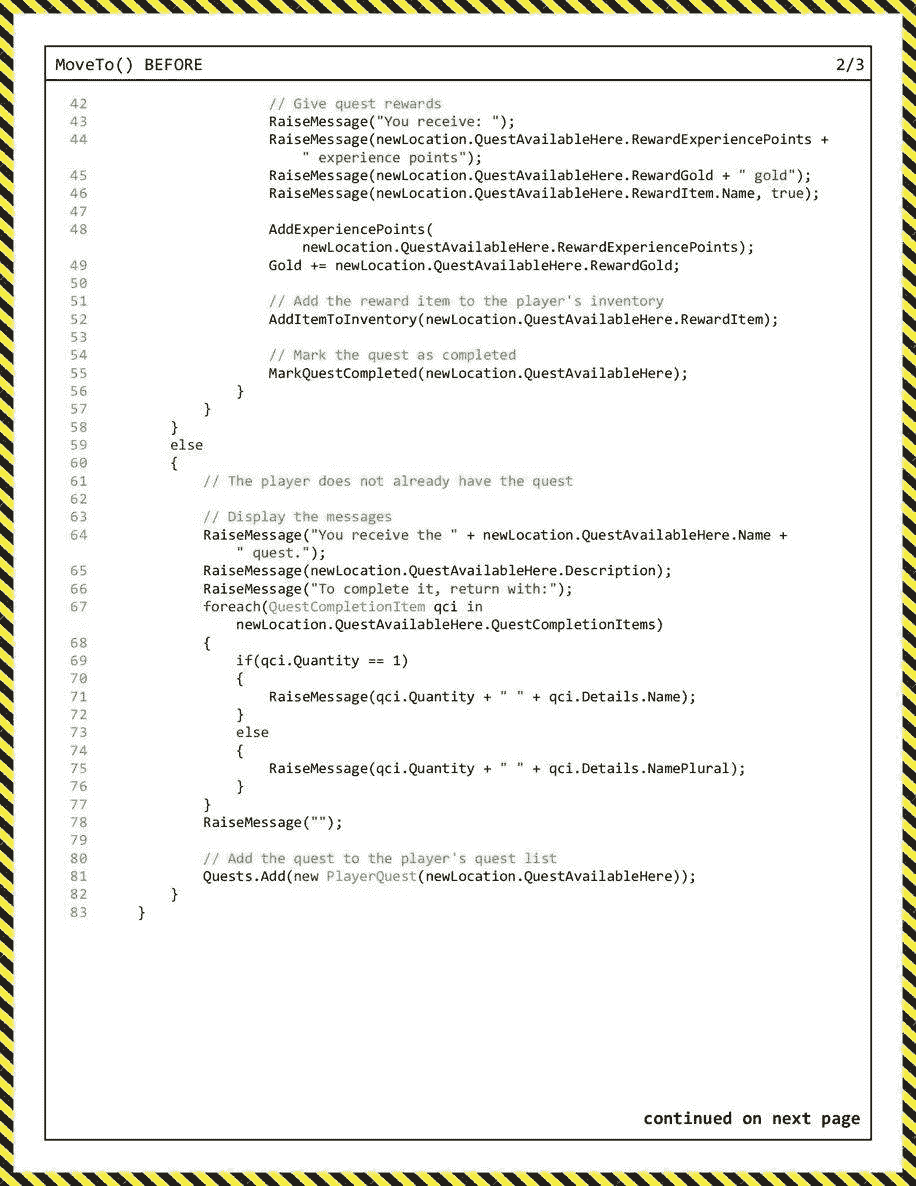 MoveTo() BEFORE 2/3
42 // Give quest rewards
43 RaiseMessage("You receive: ");
44 RaiseMessage(newLocation.QuestAvailableHere.RewardExperiencePoints +
" experience points");
45 RaiseMessage(newLocation.QuestAvailableHere.RewardGold + " gold");
46 RaiseMessage(newLocation.QuestAvailableHere.RewardItem.Name, true);
47
48 AddExperiencePoints(
newLocation.QuestAvailableHere.RewardExperiencePoints);
49 Gold += newLocation.QuestAvailableHere.RewardGold;
50
51 // Add the reward item to the player's inventory
52 AddItemToInventory(newLocation.QuestAvailableHere.RewardItem);
53
54 // Mark the quest as completed
55 MarkQuestCompleted(newLocation.QuestAvailableHere);
56 }
57 }
58 }
59 else
60 {
61 // The player does not already have the quest
62
63 // Display the messages
64 RaiseMessage("You receive the " + newLocation.QuestAvailableHere.Name +
" quest.");
65 RaiseMessage(newLocation.QuestAvailableHere.Description);
66 RaiseMessage("To complete it, return with:");
67 foreach(QuestCompletionItem qci in
newLocation.QuestAvailableHere.QuestCompletionItems)
68 {
69 if(qci.Quantity == 1)
70 {
71 RaiseMessage(qci.Quantity + " " + qci.Details.Name);
72 }
73 else
74 {
75 RaiseMessage(qci.Quantity + " " + qci.Details.NamePlural);
76 }
77 }
78 RaiseMessage("");
79
80 // Add the quest to the player's quest list
81 Quests.Add(new PlayerQuest(newLocation.QuestAvailableHere));
82 }
83 }
continued on next page